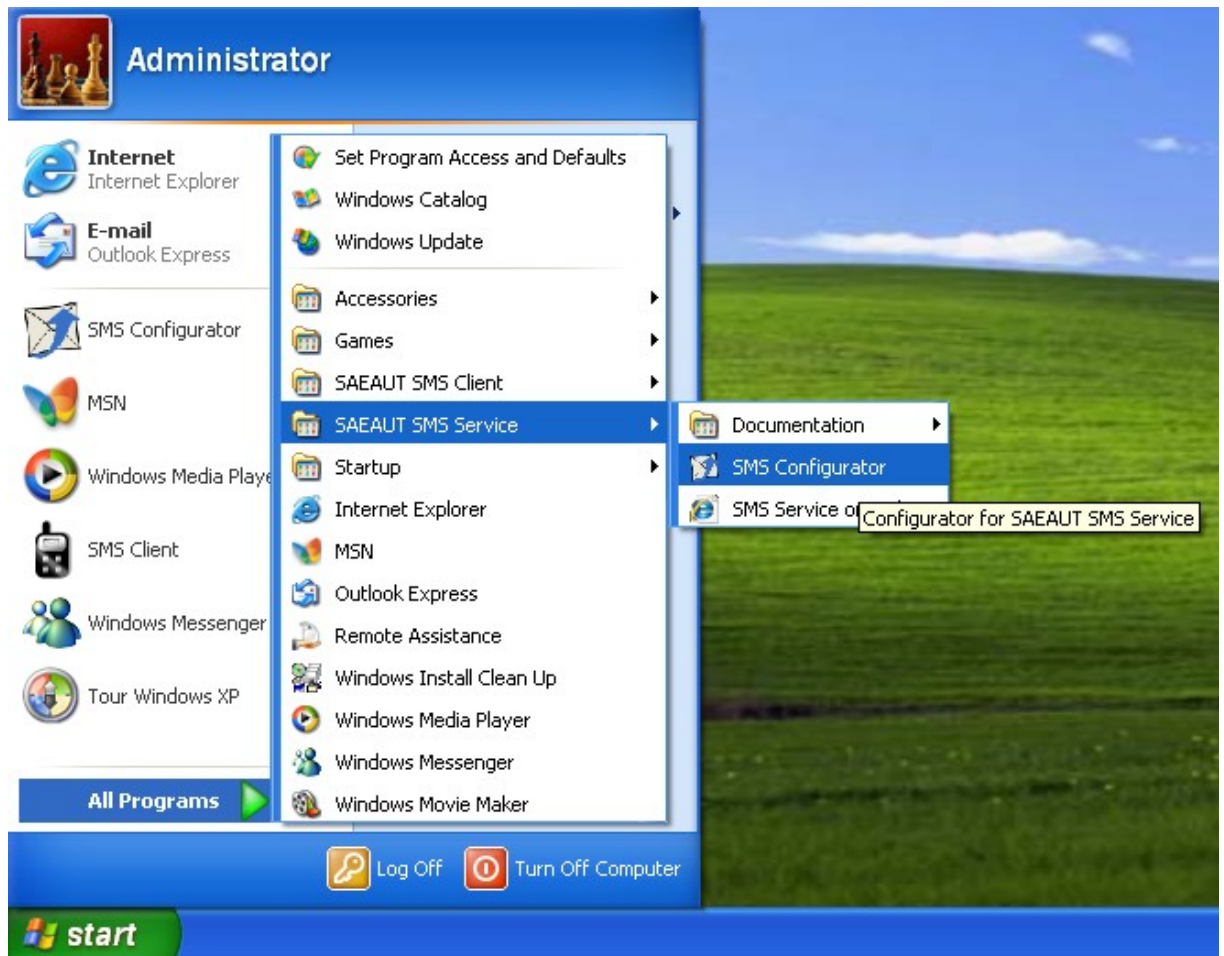 Administrator
Internet
Internet Explorer
E-mail
Outlook Express
SMS Configurator
MSN
Windows Media Playe
SMS Client
Windows Messenger
Tour Windows XP
All Programs
Set Program Access and Defaults
Windows Catalog
Windows Update
Accessories
Games
SAEAUT SMS Client
SAEAUT SMS Service
Startup
Internet Explorer
MSN
Outlook Express
Remote Assistance
Windows Install Clean Up
Windows Media Player
Windows Messenger
Windows Movie Maker
Documentation
SMS Configurator
SMS Service
Configurator for SAEAUT SMS Service
Log Off
Turn Off Computer
start